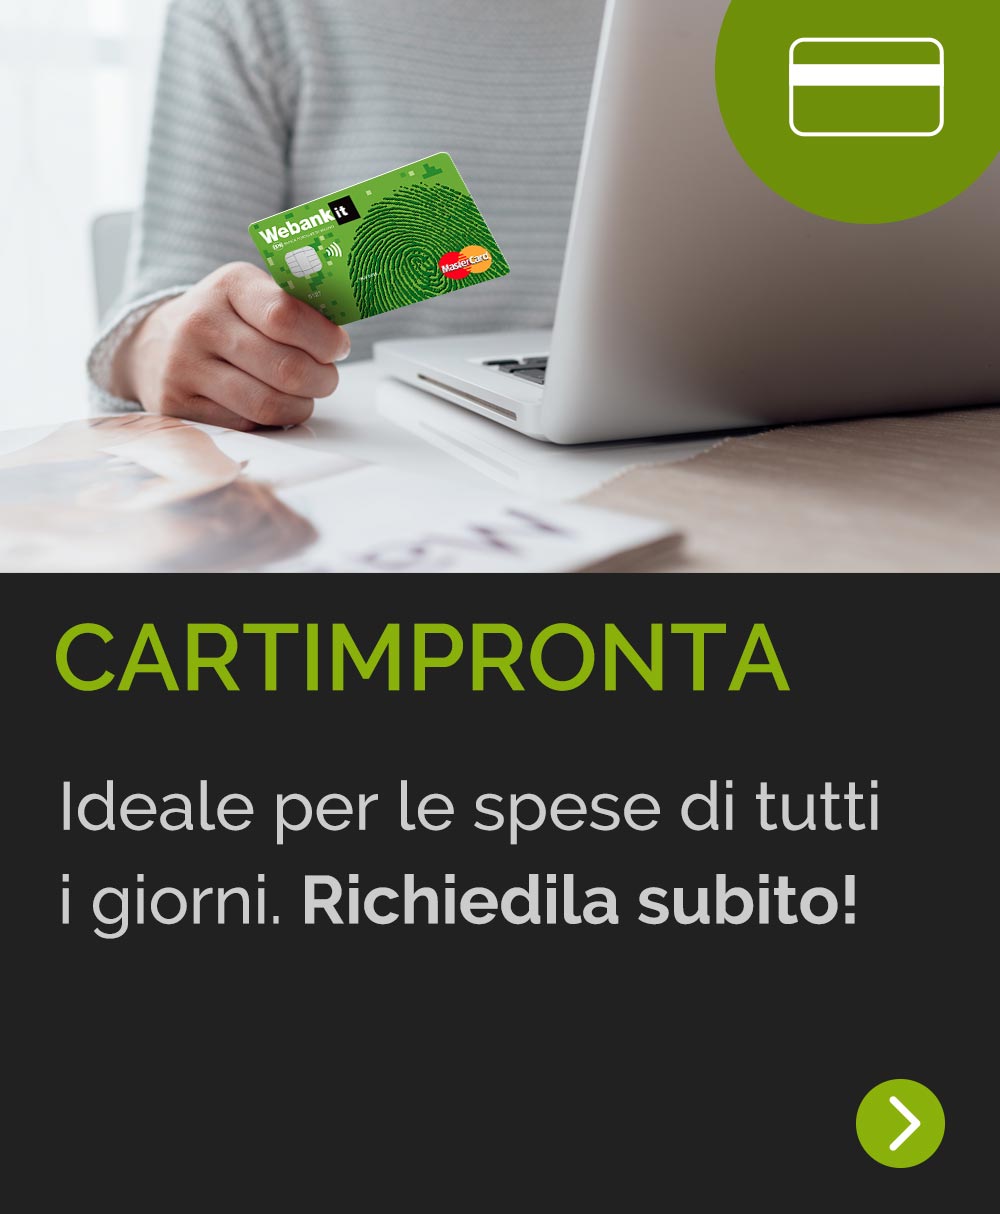 Webank it
MasterCard
CARTIMPRONTA
Ideale per le spese di tutti
i giorni. Richiedila subito!